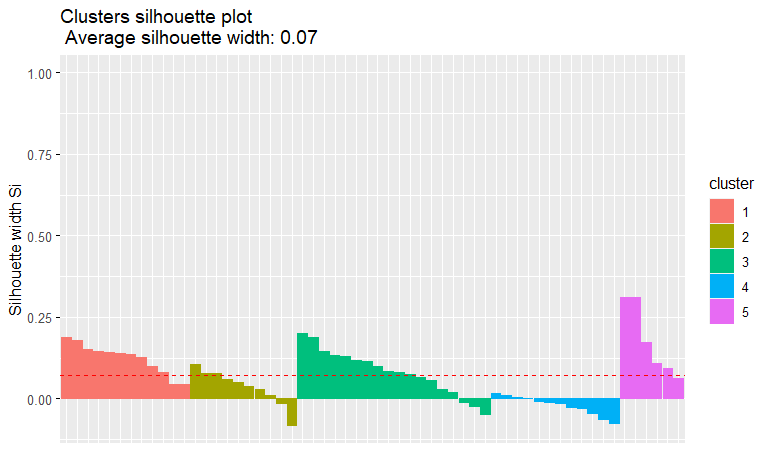 Clusters silhouette plot
Average silhouette width: 0.07
1.00
0.75
0.50
0.25
0.00
Silhouette width Si
cluster
1
2
3
4
5